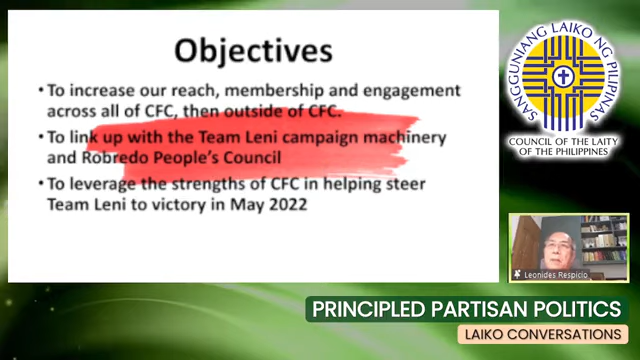 Objectives
• To increase our reach, membership and engagement
across all of CFC, then outside of CFC.
• To link up with the Team Leni campaign machinery
and Robredo People's Council
• To leverage the strengths of CFC in helping steer
Team Leni to victory in May 2022
SANGGUNIANG LAIKO NG PILIPINAS
COUNCIL OF THE LAITY
OF THE PHILIPPINES
Leonides Respicio
PRINCIPLED PARTISAN POLITICS
LAIKO CONVERSATIONS